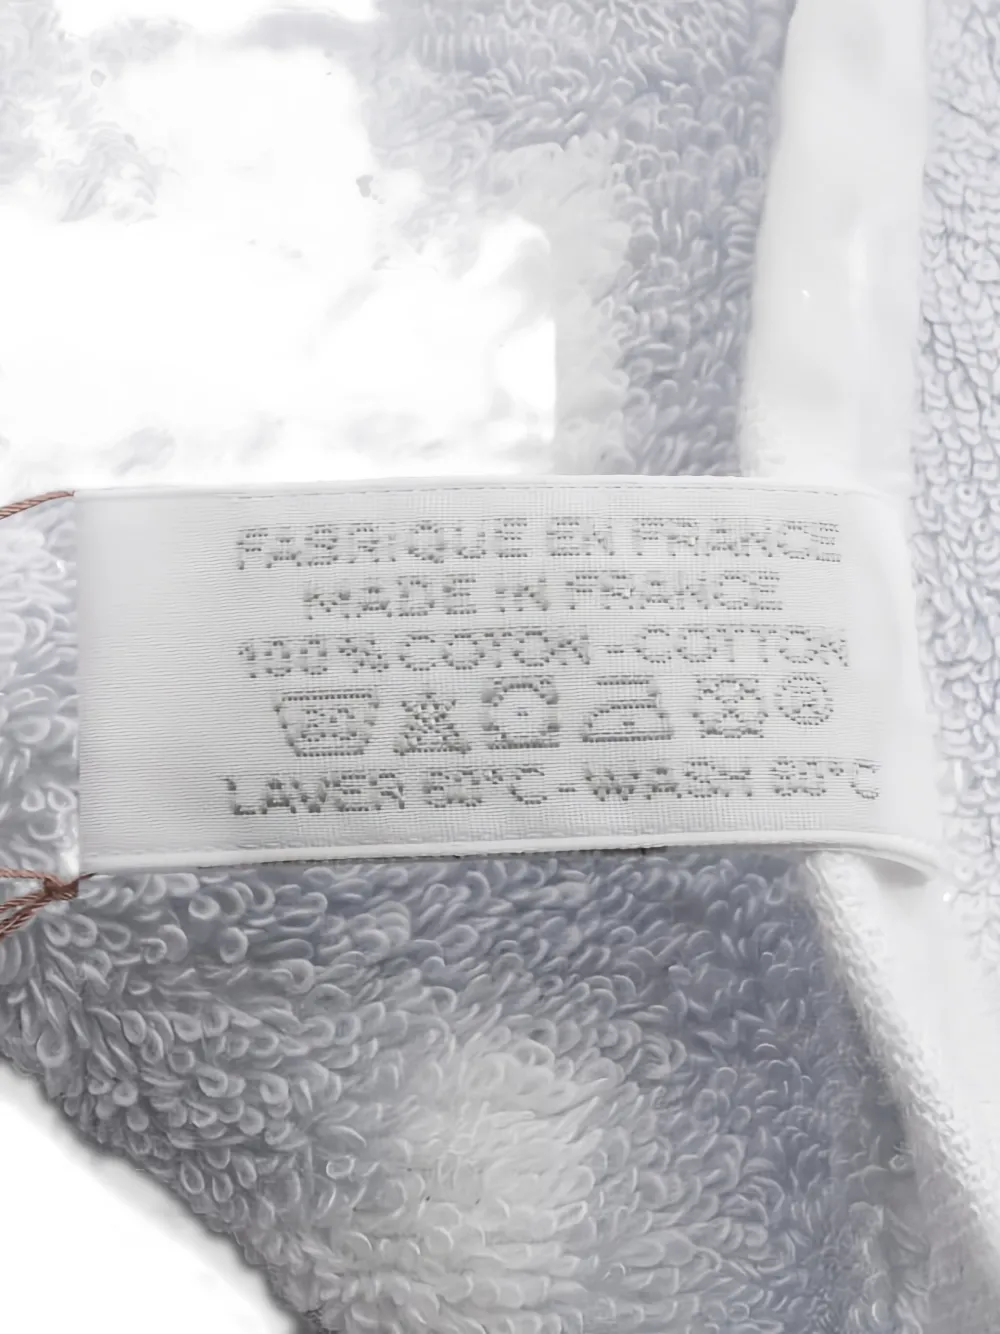 FABRIQUE EN FRANCE
MADE IN FRANCE
100% COTON - COTTON
LAVER °C - WASH °C